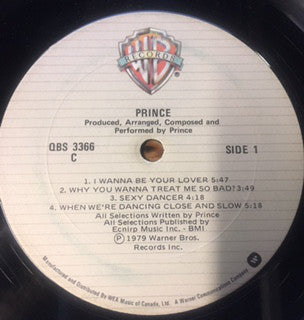 WB
RECORDS
PRINCE
Produced, Arranged, Composed and
Performed by Prince
QBS 3366
C
SIDE 1
1. I WANNA BE YOUR LOVER 5:47
2. WHY YOU WANNA TREAT ME SO BAD? 3:49
3. SEXY DANCER 4:18
4. WHEN WE'RE DANCING CLOSE AND SLOW 5:18
All Selections Written by Prince
All Selections Published by
Ecnirp Music Inc. - BMI
Ⓟ 1979 Warner Bros.
Records Inc.
Manufactured and Distributed By WEA Music of Canada, Ltd. A Warner Communications Company